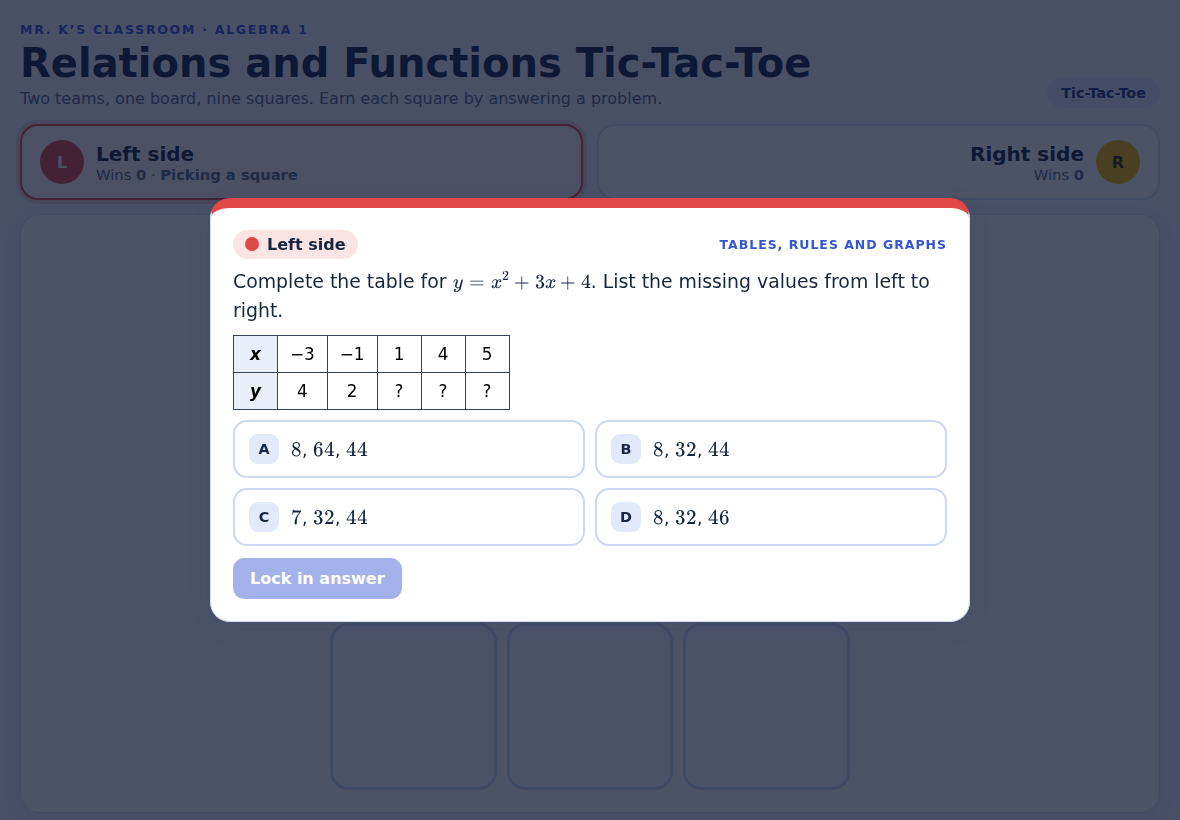 MR. K'S CLASSROOM · ALGEBRA 1
Relations and Functions Tic-Tac-Toe
Two teams, one board, nine squares. Earn each square by answering a problem.
Tic-Tac-Toe
L
Left side
Wins 0 · Picking a square
Right side
Wins 0
R
Left side
TABLES, RULES AND GRAPHS
Complete the table for y = x² + 3x + 4. List the missing values from left to
right.
x −3 −1 1 4 5
y 4 2 ? ? ?
A 8, 64, 44
B 8, 32, 44
C 7, 32, 44
D 8, 32, 46
Lock in answer